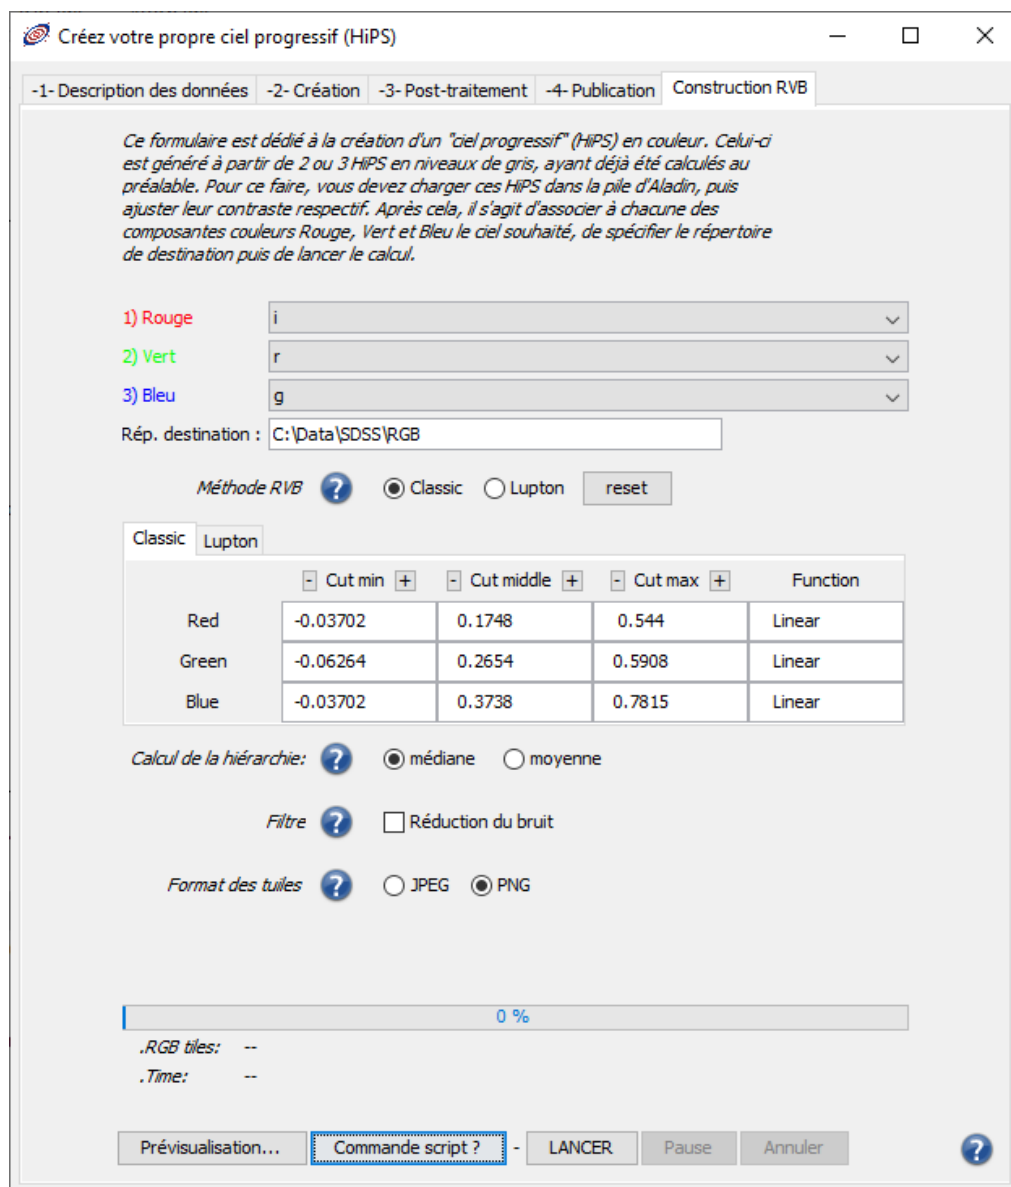 Créez votre propre ciel progressif (HiPS)
-1- Description des données -2- Création -3- Post-traitement -4- Publication Construction RVB
Ce formulaire est dédié à la création d'un "ciel progressif" (HiPS) en couleur. Celui-ci
est généré à partir de 2 ou 3 HiPS en niveaux de gris, ayant déjà été calculés au
préalable. Pour ce faire, vous devez charger ces HiPS dans la pile d'Aladin, puis
ajuster leur contraste respectif. Après cela, il s'agit d'associer à chacune des
composantes couleurs Rouge, Vert et Bleu le ciel souhaité, de spécifier le répertoire
de destination puis de lancer le calcul.
1) Rouge i
2) Vert r
3) Bleu g
Rép. destination : C:\Data\SDSS\RGB
Méthode RVB ? Classic Lupton reset
Classic Lupton
- Cut min + - Cut middle + - Cut max + Function
Red -0.03702 0.1748 0.544 Linear
Green -0.06264 0.2654 0.5908 Linear
Blue -0.03702 0.3738 0.7815 Linear
Calcul de la hiérarchie: ? médiane moyenne
Filtre ? Réduction du bruit
Format des tuiles ? JPEG PNG
0 %
.RGB tiles: --
.Time: --
Prévisualisation... Commande script ? - LANCER Pause Annuler ?